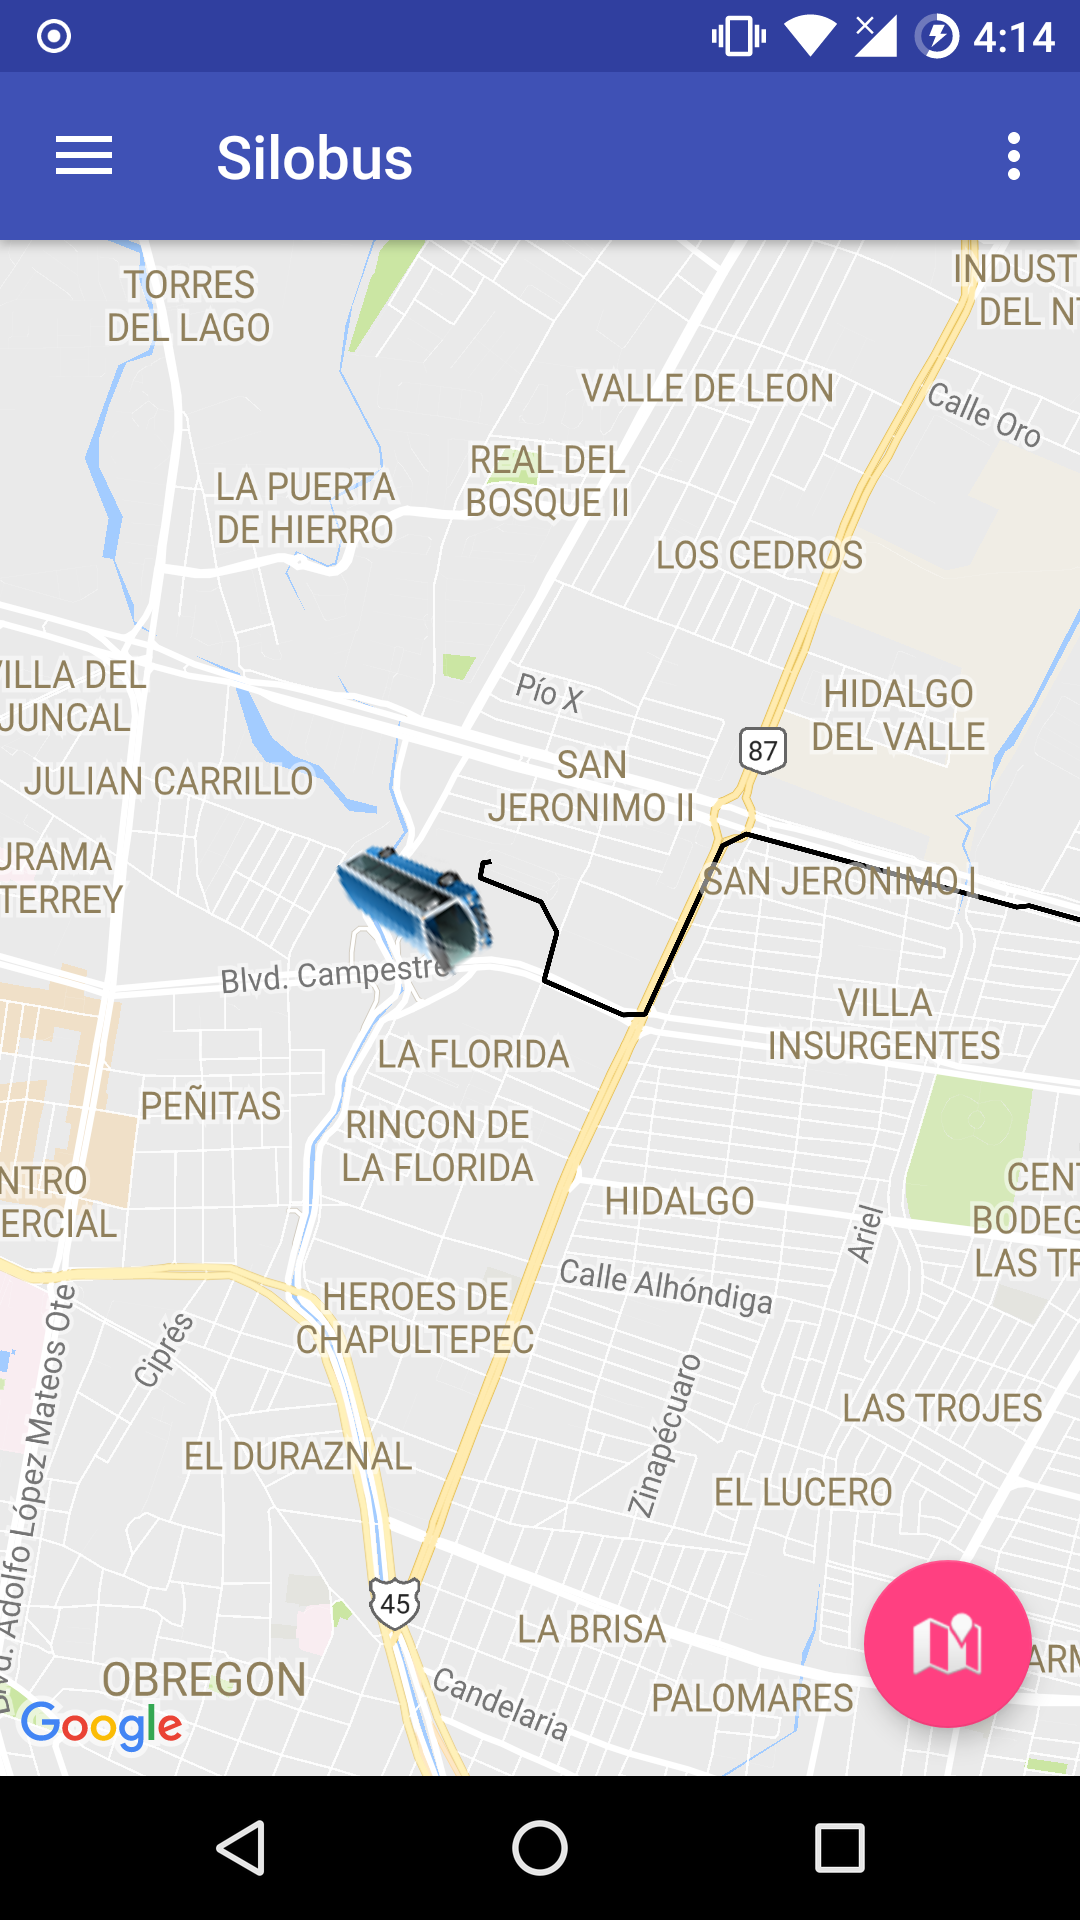 4:14
Silobus
TORRES
DEL LAGO
INDUST
DEL NT
VALLE DE LEON
Calle Oro
REAL DEL
BOSQUE II
LA PUERTA
DE HIERRO
LOS CEDROS
VILLA DEL
JUNCAL
Pío X
HIDALGO
DEL VALLE
87
SAN
JERONIMO II
JULIAN CARRILLO
URAMA
TERREY
SAN JERONIMO I
Blvd. Campestre
VILLA
INSURGENTES
LA FLORIDA
PEÑITAS
RINCON DE
LA FLORIDA
NTRO
ERCIAL
HIDALGO
CENT
BODEG
LAS TR
Ariel
Calle Alhóndiga
HEROES DE
CHAPULTEPEC
Ciprés
Blvd. Adolfo López Mateos Ote
Zinapécuaro
LAS TROJES
EL DURAZNAL
EL LUCERO
45
LA BRISA
ARM
OBREGON
Candelaria
PALOMARES
Google